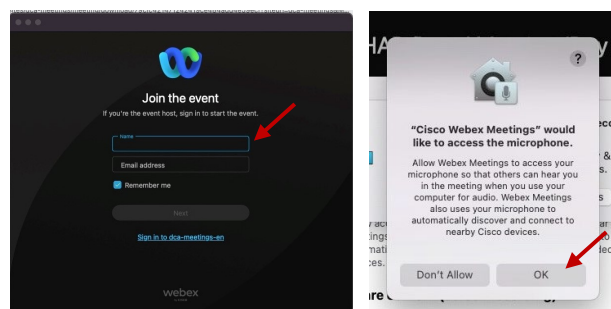 Join the event
If you're the event host, sign in to start the event.
Name
Email address
Remember me
Next
Sign in to dca-meetings-en
webex
?
"Cisco Webex Meetings" would
like to access the microphone.
Allow Webex Meetings to access your
microphone so that others can hear you
in the meeting when you use your
computer for audio. Webex Meetings
also uses your microphone to
automatically discover and connect to
nearby Cisco devices.
Don't Allow
OK